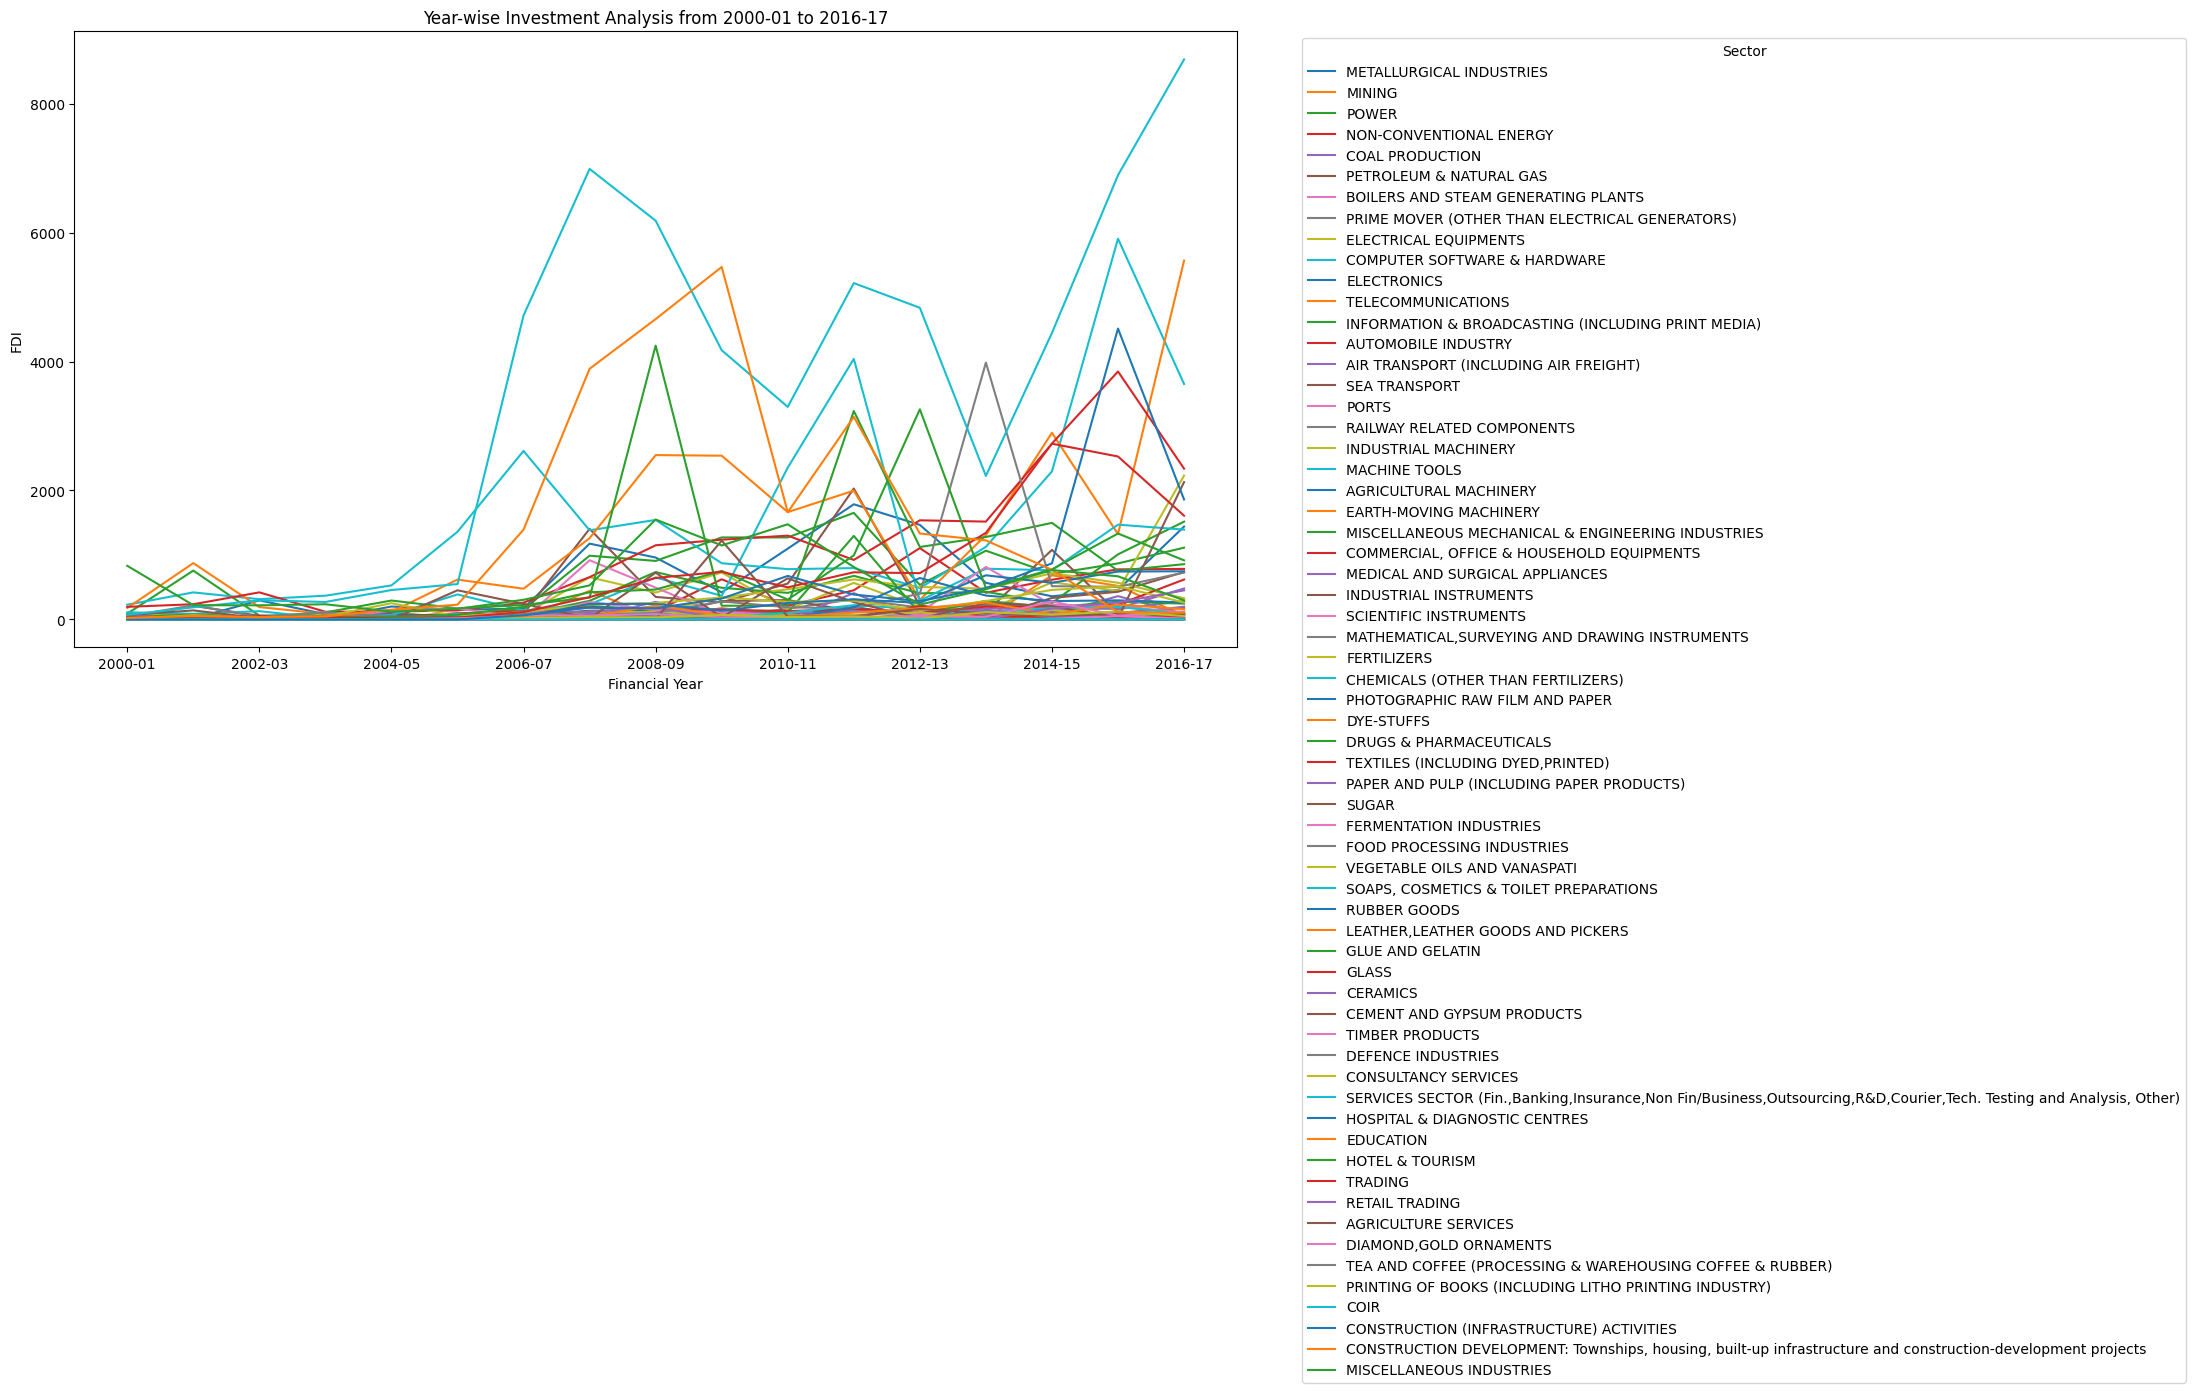 Year-wise Investment Analysis from 2000-01 to 2016-17
FDI
8000
6000
4000
2000
0
2000-01 2002-03 2004-05 2006-07 2008-09 2010-11 2012-13 2014-15 2016-17
Financial Year
Sector
METALLURGICAL INDUSTRIES
MINING
POWER
NON-CONVENTIONAL ENERGY
COAL PRODUCTION
PETROLEUM & NATURAL GAS
BOILERS AND STEAM GENERATING PLANTS
PRIME MOVER (OTHER THAN ELECTRICAL GENERATORS)
ELECTRICAL EQUIPMENTS
COMPUTER SOFTWARE & HARDWARE
ELECTRONICS
TELECOMMUNICATIONS
INFORMATION & BROADCASTING (INCLUDING PRINT MEDIA)
AUTOMOBILE INDUSTRY
AIR TRANSPORT (INCLUDING AIR FREIGHT)
SEA TRANSPORT
PORTS
RAILWAY RELATED COMPONENTS
INDUSTRIAL MACHINERY
MACHINE TOOLS
AGRICULTURAL MACHINERY
EARTH-MOVING MACHINERY
MISCELLANEOUS MECHANICAL & ENGINEERING INDUSTRIES
COMMERCIAL, OFFICE & HOUSEHOLD EQUIPMENTS
MEDICAL AND SURGICAL APPLIANCES
INDUSTRIAL INSTRUMENTS
SCIENTIFIC INSTRUMENTS
MATHEMATICAL,SURVEYING AND DRAWING INSTRUMENTS
FERTILIZERS
CHEMICALS (OTHER THAN FERTILIZERS)
PHOTOGRAPHIC RAW FILM AND PAPER
DYE-STUFFS
DRUGS & PHARMACEUTICALS
TEXTILES (INCLUDING DYED,PRINTED)
PAPER AND PULP (INCLUDING PAPER PRODUCTS)
SUGAR
FERMENTATION INDUSTRIES
FOOD PROCESSING INDUSTRIES
VEGETABLE OILS AND VANASPATI
SOAPS, COSMETICS & TOILET PREPARATIONS
RUBBER GOODS
LEATHER,LEATHER GOODS AND PICKERS
GLUE AND GELATIN
GLASS
CERAMICS
CEMENT AND GYPSUM PRODUCTS
TIMBER PRODUCTS
DEFENCE INDUSTRIES
CONSULTANCY SERVICES
SERVICES SECTOR (Fin.,Banking,Insurance,Non Fin/Business,Outsourcing,R&D,Courier,Tech. Testing and Analysis, Other)
HOSPITAL & DIAGNOSTIC CENTRES
EDUCATION
HOTEL & TOURISM
TRADING
RETAIL TRADING
AGRICULTURE SERVICES
DIAMOND,GOLD ORNAMENTS
TEA AND COFFEE (PROCESSING & WAREHOUSING COFFEE & RUBBER)
PRINTING OF BOOKS (INCLUDING LITHO PRINTING INDUSTRY)
COIR
CONSTRUCTION (INFRASTRUCTURE) ACTIVITIES
CONSTRUCTION DEVELOPMENT: Townships, housing, built-up infrastructure and construction-development projects
MISCELLANEOUS INDUSTRIES